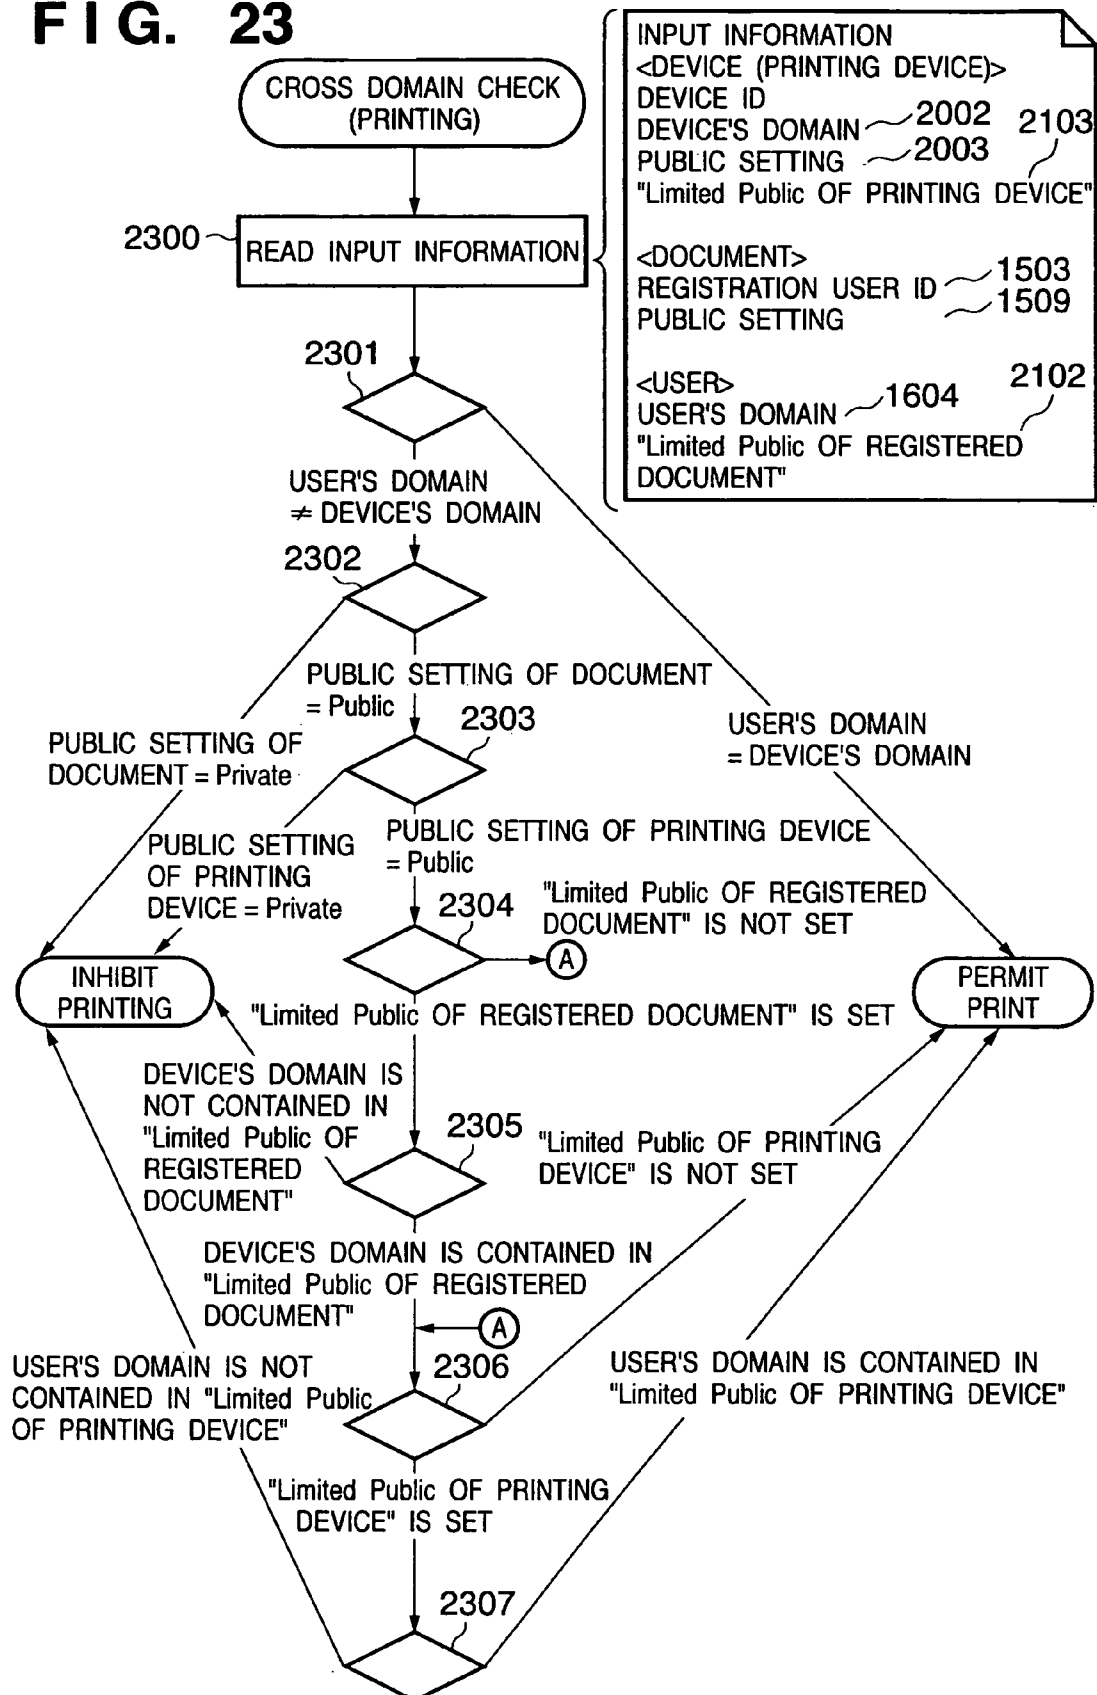 FIG. 23
CROSS DOMAIN CHECK
(PRINTING)
2300
READ INPUT INFORMATION
INPUT INFORMATION
<DEVICE (PRINTING DEVICE)>
DEVICE ID
DEVICE'S DOMAIN 2002 2103
PUBLIC SETTING 2003
"Limited Public OF PRINTING DEVICE"
<DOCUMENT>
REGISTRATION USER ID 1503
PUBLIC SETTING 1509
<USER> 2102
USER'S DOMAIN 1604
"Limited Public OF REGISTERED
DOCUMENT"
2301
USER'S DOMAIN
≠ DEVICE'S DOMAIN
2302
PUBLIC SETTING OF DOCUMENT
= Public
2303
USER'S DOMAIN
= DEVICE'S DOMAIN
PUBLIC SETTING OF
DOCUMENT = Private
PUBLIC SETTING
OF PRINTING
DEVICE = Private
PUBLIC SETTING OF PRINTING DEVICE
= Public
2304
"Limited Public OF REGISTERED
DOCUMENT" IS NOT SET
A
INHIBIT
PRINTING
PERMIT
PRINT
"Limited Public OF REGISTERED DOCUMENT" IS SET
DEVICE'S DOMAIN IS
NOT CONTAINED IN
"Limited Public OF
REGISTERED
DOCUMENT"
2305
"Limited Public OF PRINTING
DEVICE" IS NOT SET
DEVICE'S DOMAIN IS CONTAINED IN
"Limited Public OF REGISTERED
DOCUMENT"
A
2306
USER'S DOMAIN IS NOT
CONTAINED IN "Limited Public
OF PRINTING DEVICE"
USER'S DOMAIN IS CONTAINED IN
"Limited Public OF PRINTING DEVICE"
"Limited Public OF PRINTING
DEVICE" IS SET
2307